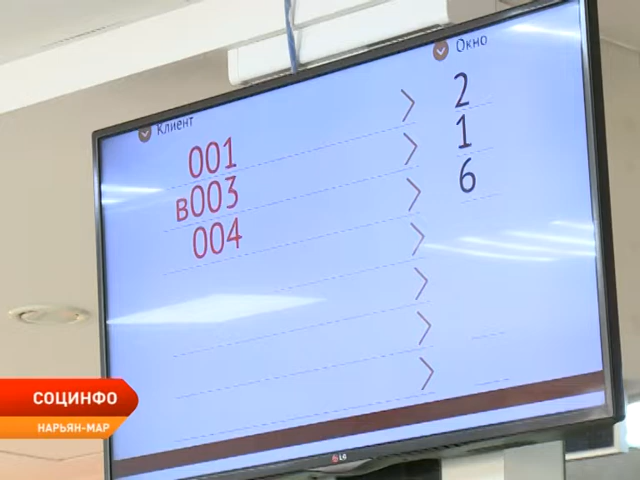 Клиент Окно
001 2
в003 1
004 6
СОЦИНФО
НАРЬЯН-МАР
LG